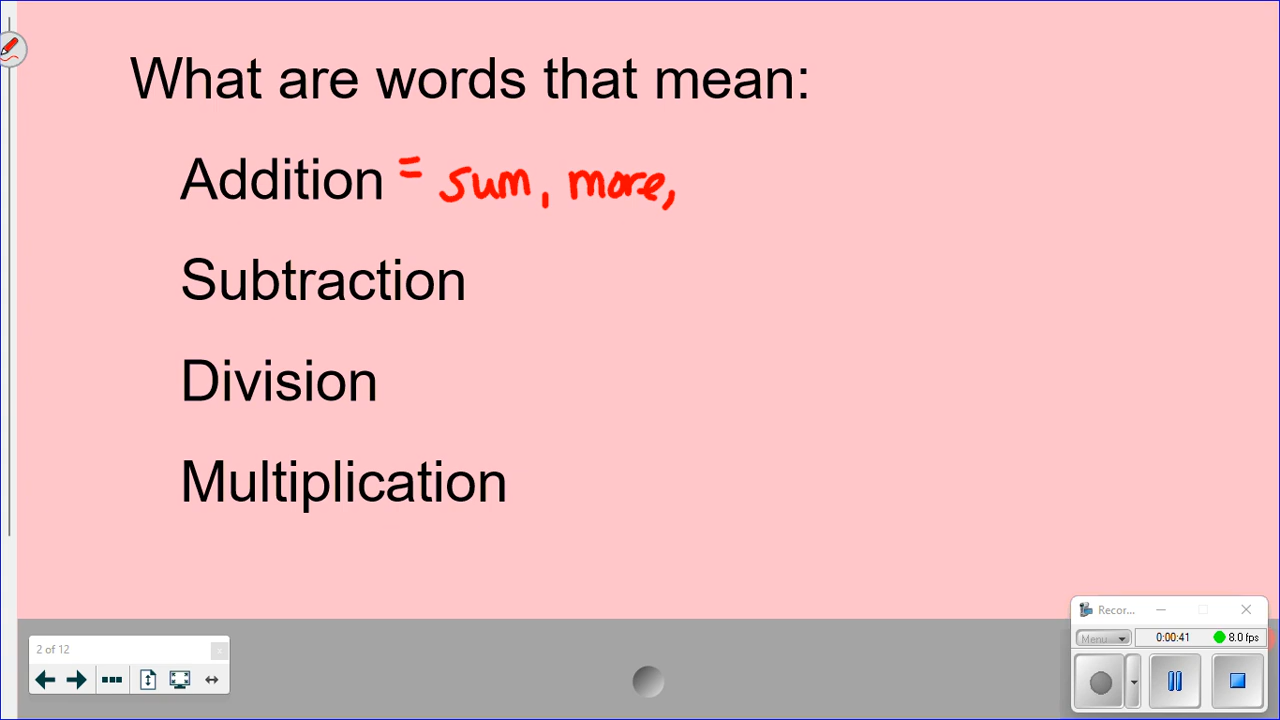 What are words that mean:
Addition = sum, more,
Subtraction
Division
Multiplication
2 of 12
Recor...
Menu
0:00:41 8.0 fps